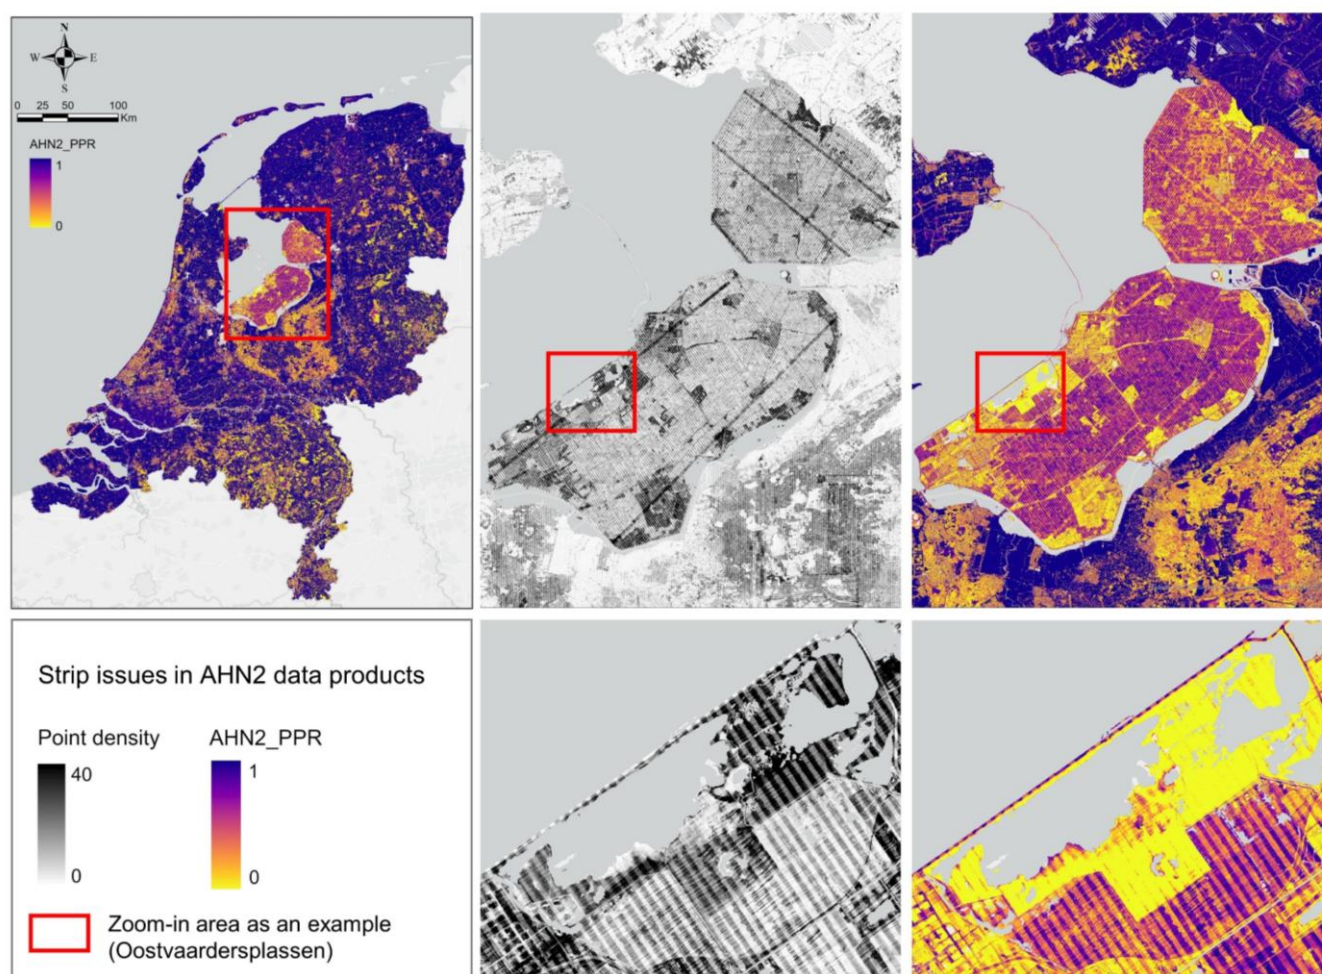 N
W E
S
0 25 50 100
Km
AHN2_PPR
1
0
Strip issues in AHN2 data products
Point density AHN2_PPR
40 1
0 0
Zoom-in area as an example
(Oostvaardersplassen)